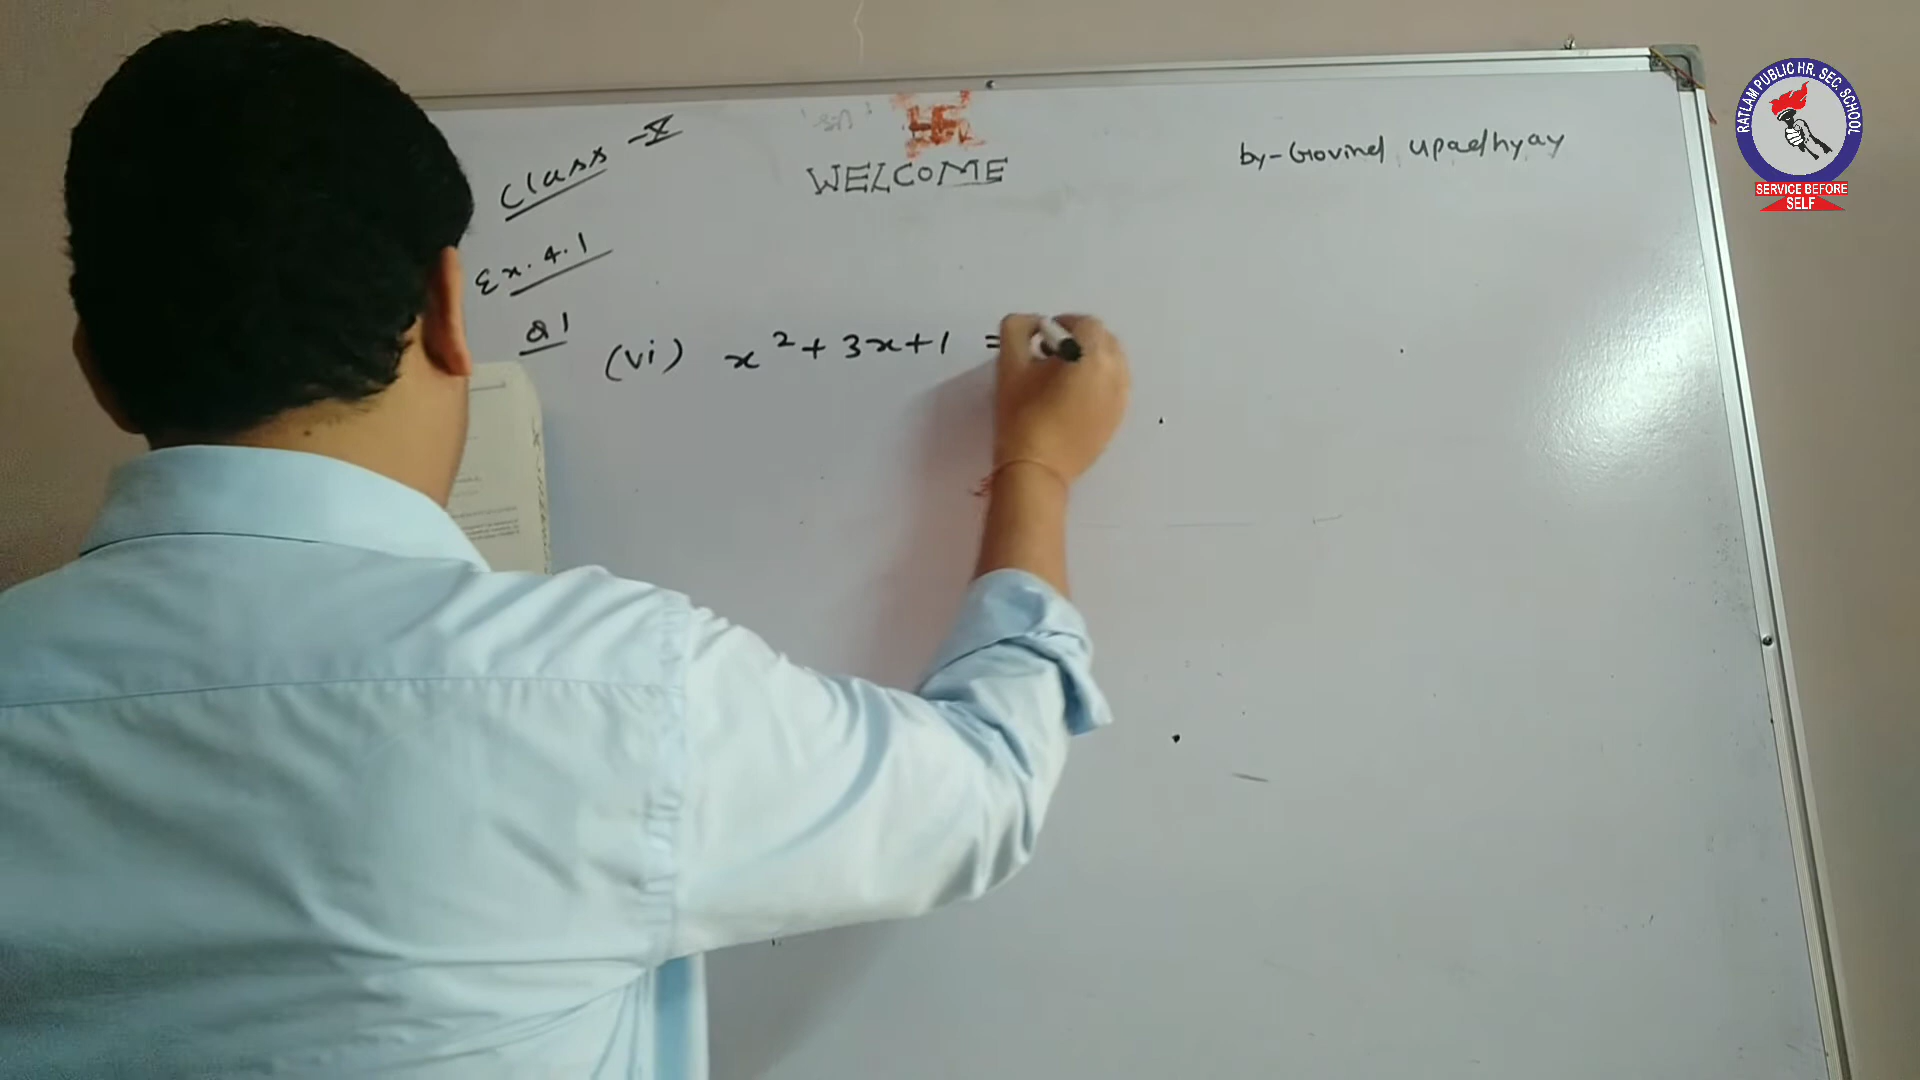 Class - X
WELCOME
by - Govind Upadhyay
Ex. 4.1
Q 1
(vi) x² + 3x + 1 =
RATLAM PUBLIC HR. SEC. SCHOOL
SERVICE BEFORE
SELF